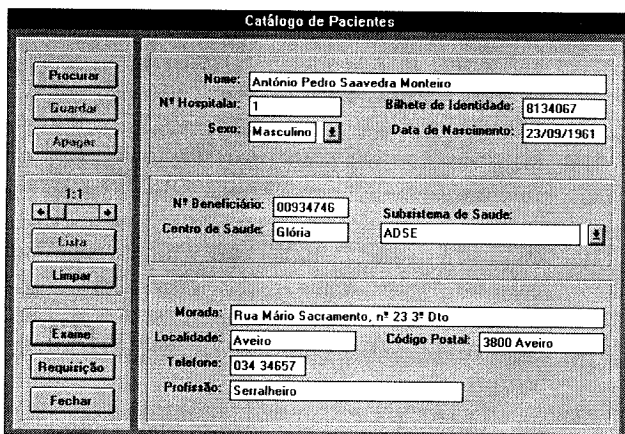 Catálogo de Pacientes
Procurar
Guardar
Apagar
1:1
Lista
Limpar
Exame
Requisição
Fechar
Nome: António Pedro Saavedra Monteiro
Nº Hospitalar: 1 Bilhete de Identidade: 8134067
Sexo: Masculino Data de Nascimento: 23/09/1961
Nº Beneficiário: 00934746 Subsistema de Saude:
Centro de Saude: Glória ADSE
Morada: Rua Mário Sacramento, nº 23 3º Dto
Localidade: Aveiro Código Postal: 3800 Aveiro
Telefone: 034 34657
Profissão: Serralheiro